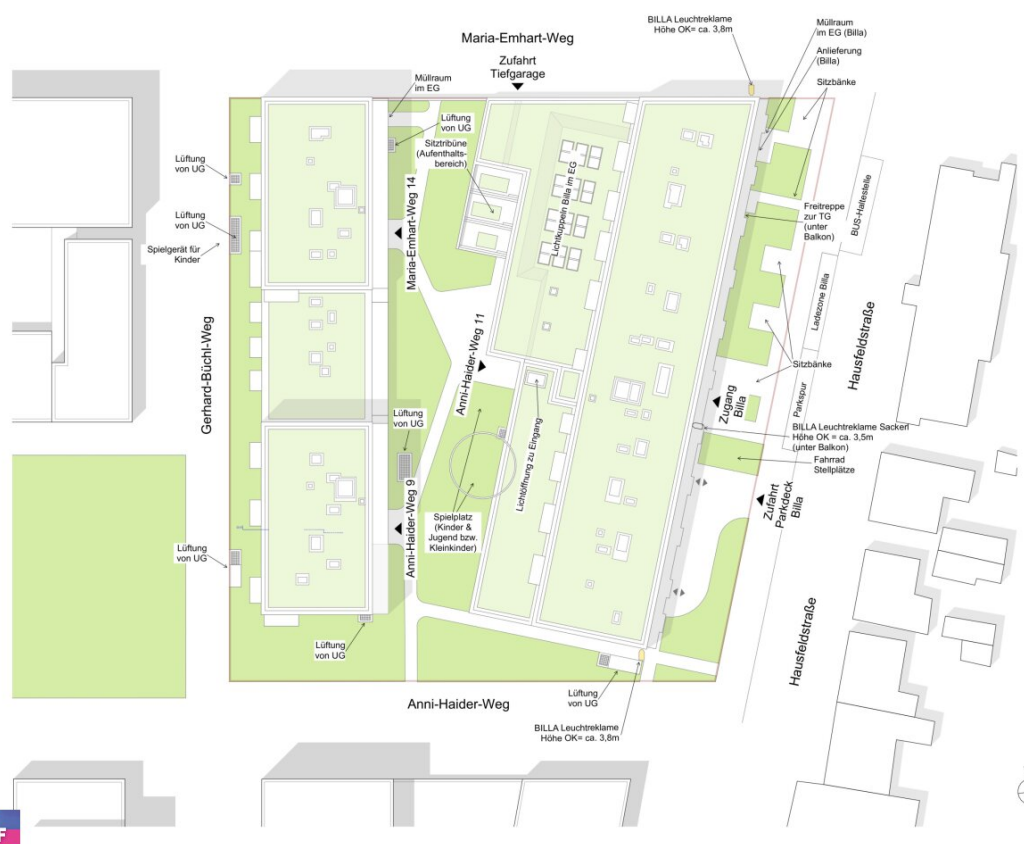 BILLA Leuchtreklame
Höhe OK= ca. 3,8m
Müllraum
im EG (Billa)
Maria-Emhart-Weg
Anlieferung
(Billa)
Zufahrt
Tiefgarage
Müllraum
im EG
Sitzbänke
Lüftung
von UG
Sitztribüne
(Aufenthalts-
bereich)
Lüftung
von UG
Lichtkuppeln Billa im EG
BUS-Haltestelle
Maria-Emhart-Weg 14
Freitreppe
zur TG
(unter
Balkon)
Lüftung
von UG
Spielgerät für
Kinder
Ladezone Billa
Gerhard-Büchl-Weg
Hausfeldstraße
Anni-Haider-Weg 11
Sitzbänke
Parkspur
Zugang
Billa
Lüftung
von UG
BILLA Leuchtreklame Sackerl
Höhe OK = ca. 3,5m
(unter Balkon)
Lichtöffnung zu Eingang
Fahrrad
Stellplätze
Zufahrt
Parkdeck
Billa
Anni-Haider-Weg 9
Spielplatz
(Kinder &
Jugend bzw.
Kleinkinder)
Lüftung
von UG
Hausfeldstraße
Lüftung
von UG
Lüftung
von UG
Anni-Haider-Weg
BILLA Leuchtreklame
Höhe OK= ca. 3,8m
F